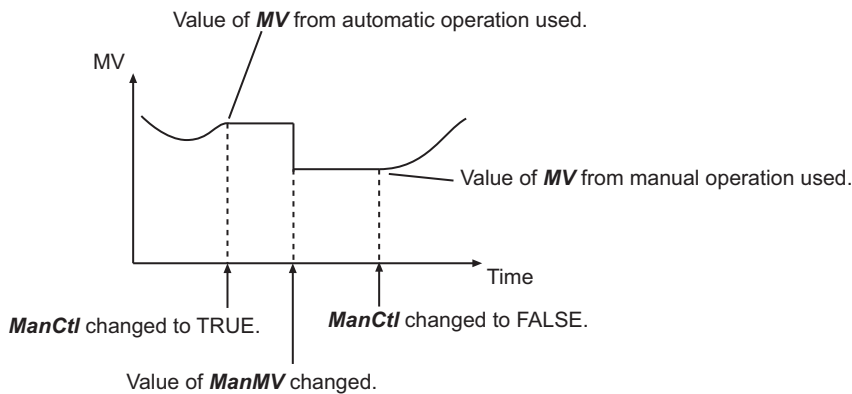 Value of MV from automatic operation used.
MV
Value of MV from manual operation used.
Time
ManCtl changed to TRUE.
ManCtl changed to FALSE.
Value of ManMV changed.